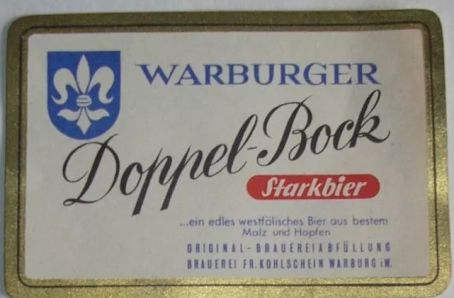 WARBURGER
Doppel-Bock
Starkbier
...ein edles westfälisches Bier aus bestem
Malz und Hopfen
ORIGINAL-BRAUEREIABFÜLLUNG
BRAUEREI FR. KOHLSCHEIN WARBURG i.W.